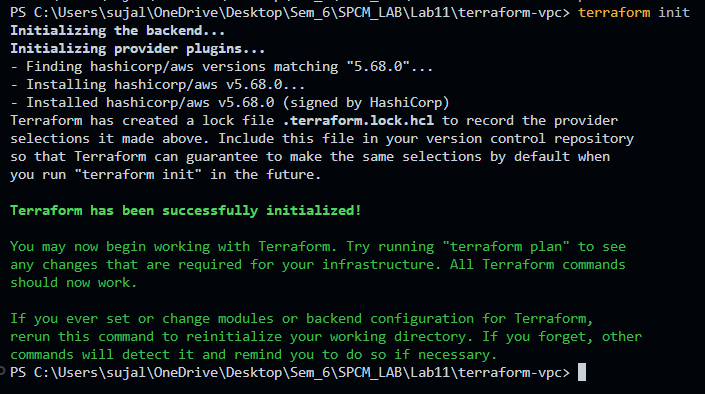 PS C:\Users\sujal\OneDrive\Desktop\Sem_6\SPCM_LAB\Lab11\terraform-vpc> terraform init
Initializing the backend...
Initializing provider plugins...
- Finding hashicorp/aws versions matching "5.68.0"...
- Installing hashicorp/aws v5.68.0...
- Installed hashicorp/aws v5.68.0 (signed by HashiCorp)
Terraform has created a lock file .terraform.lock.hcl to record the provider
selections it made above. Include this file in your version control repository
so that Terraform can guarantee to make the same selections by default when
you run "terraform init" in the future.
Terraform has been successfully initialized!
You may now begin working with Terraform. Try running "terraform plan" to see
any changes that are required for your infrastructure. All Terraform commands
should now work.
If you ever set or change modules or backend configuration for Terraform,
rerun this command to reinitialize your working directory. If you forget, other
commands will detect it and remind you to do so if necessary.
PS C:\Users\sujal\OneDrive\Desktop\Sem_6\SPCM_LAB\Lab11\terraform-vpc>